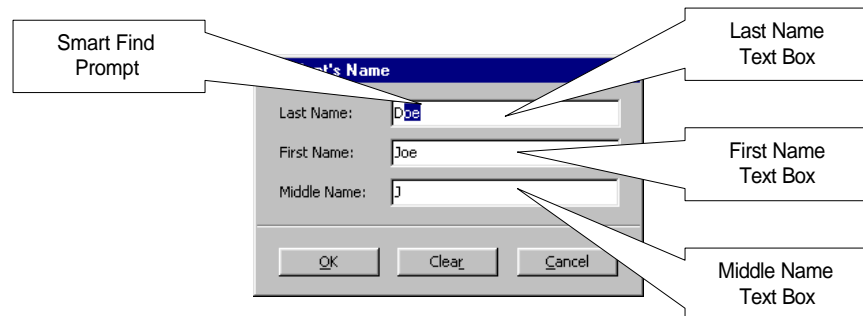 Smart Find
Prompt
Last Name
Text Box
Name
Last Name:
Doe
First Name:
Joe
First Name
Text Box
Middle Name:
J
OK
Clear
Cancel
Middle Name
Text Box